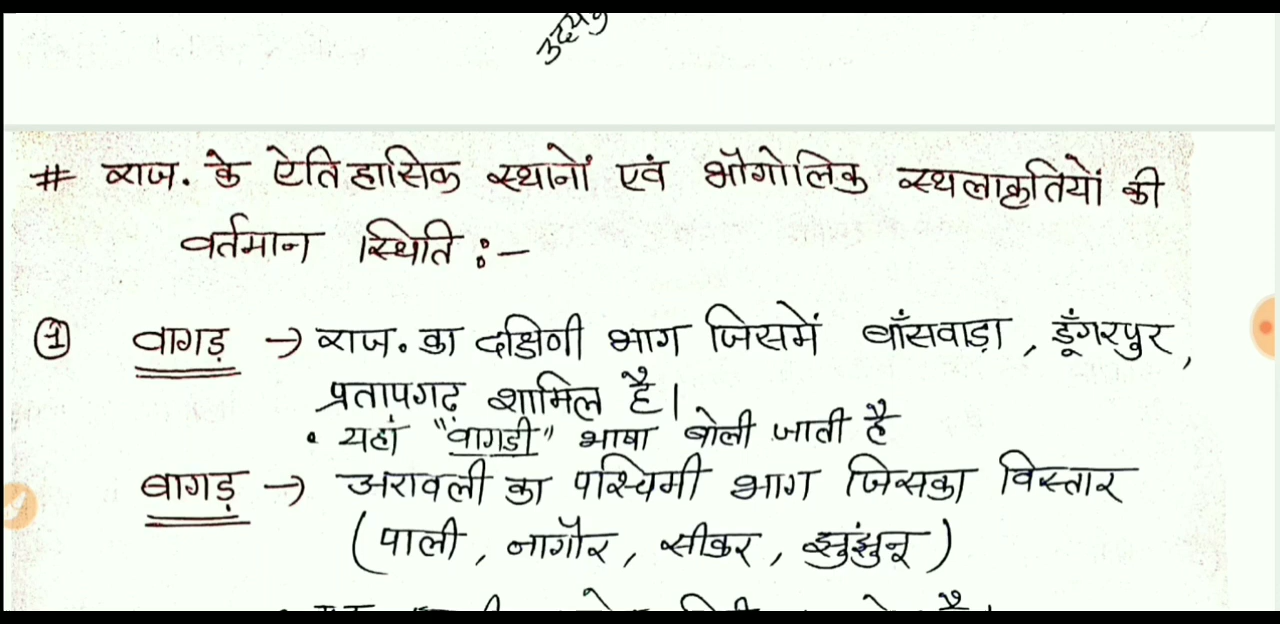 # राज. के ऐतिहासिक स्थानों एवं भौगोलिक स्थलाकृतियों की
वर्तमान स्थिति :-
① वागड़ → राज. का दक्षिणी भाग जिसमें बाँसवाड़ा, डूँगरपुर,
प्रतापगढ़ शामिल है।
• यहां "वागडी" भाषा बोली जाती है
बागड़ → अरावली का पश्चिमी भाग जिसका विस्तार
(पाली, नागौर, सीकर, झुंझुनू)